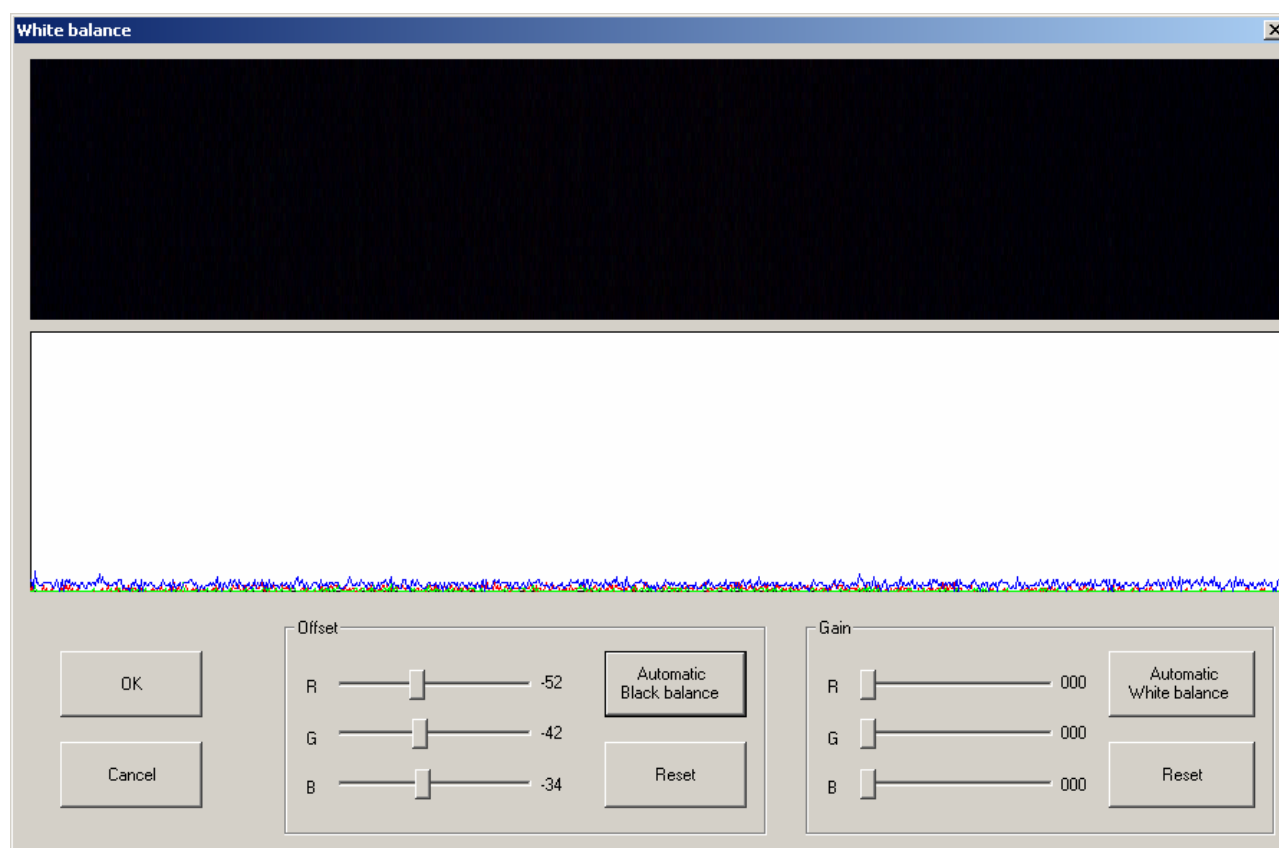 White balance
Offset
Gain
OK
R
-52
Automatic
Black balance
R
000
Automatic
White balance
G
-42
G
000
Cancel
B
-34
Reset
B
000
Reset